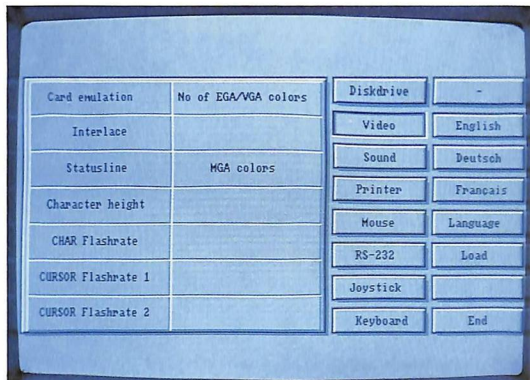 Card emulation
No of EGA/VGA colors
Interlace
Statusline
MGA colors
Character height
CHAR Flashrate
CURSOR Flashrate 1
CURSOR Flashrate 2
Diskdrive
-
Video
English
Sound
Deutsch
Printer
Francais
Mouse
Language
RS-232
Load
Joystick
Keyboard
End